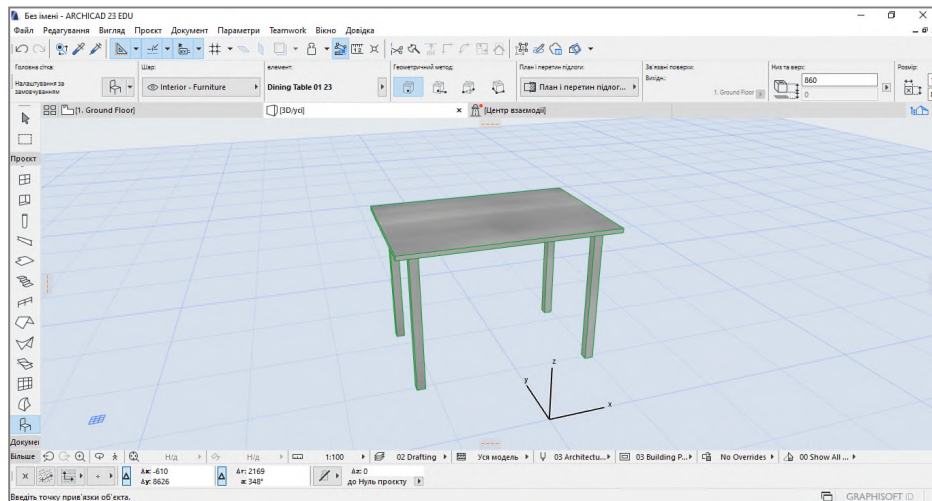 Без імені - ARCHICAD 23 EDU
Файл Редагування Вигляд Проєкт Документ Параметри Teamwork Вікно Довідка
Головна сітка: Шар: елемент: Геометричний метод: План і перетин підлоги: Зв'язані поверхи: Низ та верх: Розмір:
Налаштування за замовчуванням Interior - Furniture Dining Table 01 23 План і перетин підлог... Вихідн.: 1. Ground Floor 860 0
[1. Ground Floor] [3D/усі] [Центр взаємодії]
Проєкт
z
y
x
Докумен
Більше Н/д Н/д 1:100 02 Drafting Уся модель 03 Architectu... 03 Building P... No Overrides 00 Show All ...
Δx: -610 Δr: 2169 Δz: 0
Δy: 8626 a: 348° до Нуль проєкту
Введіть точку прив'язки об'єкта. GRAPHISOFT ID